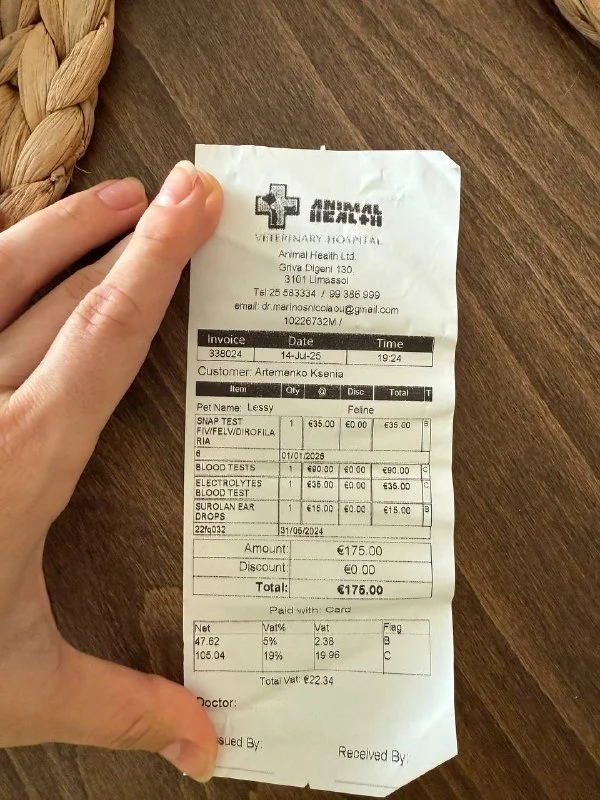 ANIMAL
HEALTH
VETERINARY HOSPITAL
Animal Health Ltd.
Griva Digeni 130,
3101 Limassol
Tel:25 583334 / 99 386 999
email: dr.marinosnicolaou@gmail.com
10226732M /
Invoice Date Time
338024 14-Jul-25 19:24
Customer: Artemenko Ksenia
Item Qty @ Disc Total T
Pet Name: Lessy Feline
SNAP TEST 1 €35.00 €0.00 €35.00 B
FIV/FELV/DIROFILA
RIA
6 01/01/2025
BLOOD TESTS 1 €90.00 €0.00 €90.00 C
ELECTROLYTES 1 €35.00 €0.00 €35.00 C
BLOOD TEST
SUROLAN EAR 1 €15.00 €0.00 €15.00 B
DROPS
22fq032 31/05/2024
Amount: €175.00
Discount: €0.00
Total: €175.00
Paid with: Card
Net Vat% Vat Flag
47.62 5% 2.38 B
105.04 19% 19.96 C
Total Vat: €22.34
Doctor:
ssued By: Received By: